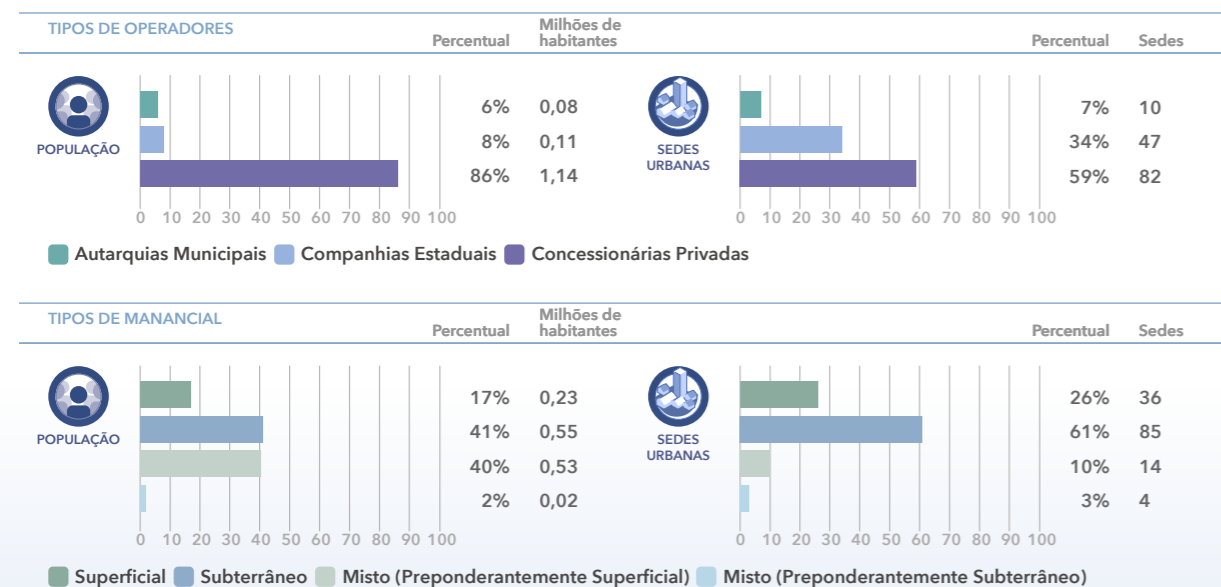 TIPOS DE OPERADORES
Percentual Milhões de habitantes Percentual Sedes
POPULAÇÃO
6% 0,08
8% 0,11
86% 1,14
0 10 20 30 40 50 60 70 80 90 100
SEDES
URBANAS
7% 10
34% 47
59% 82
0 10 20 30 40 50 60 70 80 90 100
Autarquias Municipais Companhias Estaduais Concessionárias Privadas
TIPOS DE MANANCIAL
Percentual Milhões de habitantes Percentual Sedes
POPULAÇÃO
17% 0,23
41% 0,55
40% 0,53
2% 0,02
0 10 20 30 40 50 60 70 80 90 100
SEDES
URBANAS
26% 36
61% 85
10% 14
3% 4
0 10 20 30 40 50 60 70 80 90 100
Superficial Subterrâneo Misto (Preponderantemente Superficial) Misto (Preponderantemente Subterrâneo)